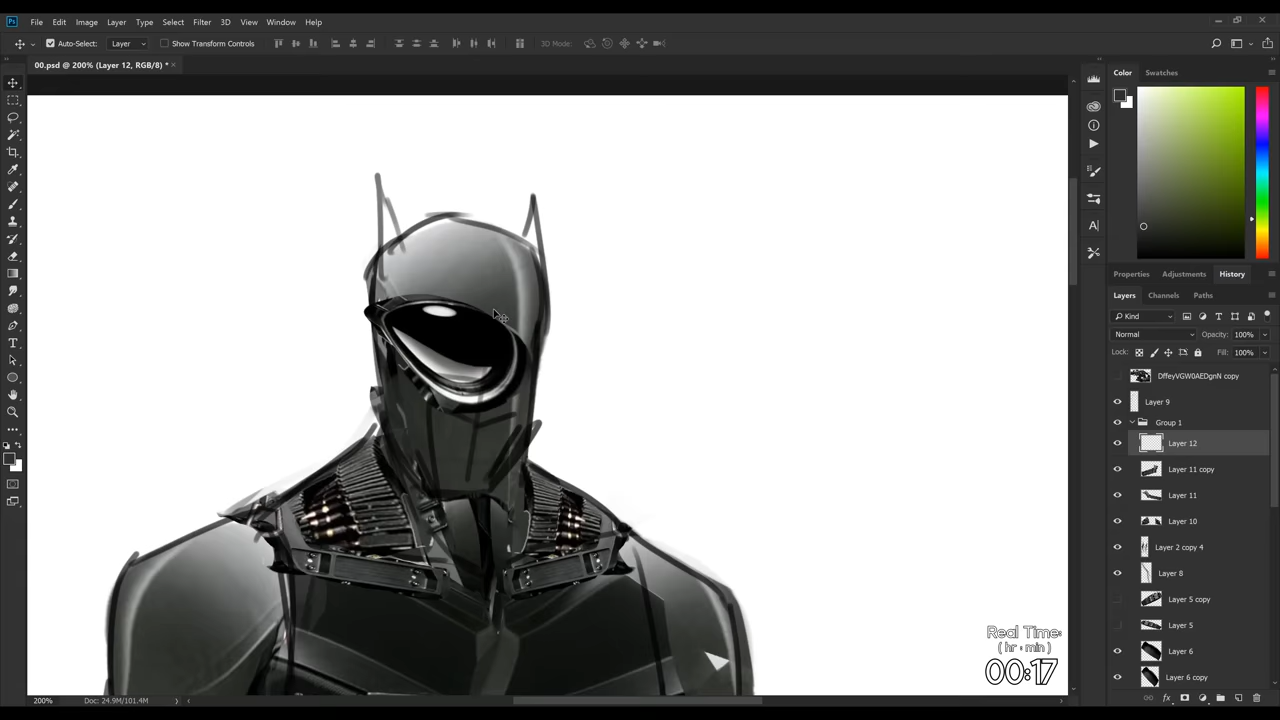 Ps File Edit Image Layer Type Select Filter 3D View Window Help
Auto-Select: Layer Show Transform Controls 3D Mode:
00.psd @ 200% (Layer 12, RGB/8) *
Color Swatches
Properties Adjustments History
Layers Channels Paths
Kind
Normal Opacity: 100%
Lock: Fill: 100%
DffeyVGW0AEDgnN copy
Layer 9
Group 1
Layer 12
Layer 11 copy
Layer 11
Layer 10
Layer 2 copy 4
Layer 8
Layer 5 copy
Layer 5
Layer 6
Layer 6 copy
Real Time:
( hr : min )
00:17
200% Doc: 24.9M/101.4M